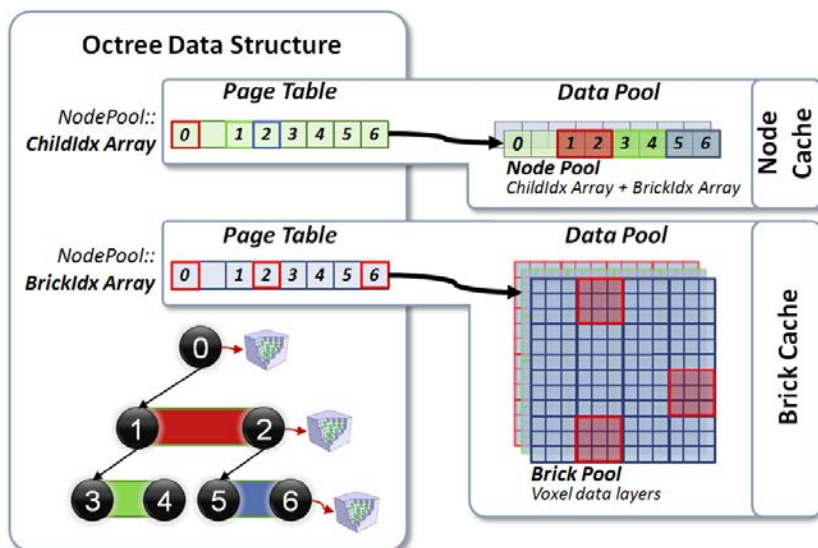 Octree Data Structure
Page Table
Data Pool
NodePool::
ChildIdx Array
0 1 2 3 4 5 6
0 1 2 3 4 5 6
Node Pool
ChildIdx Array + BrickIdx Array
Node
Cache
Page Table
Data Pool
NodePool::
BrickIdx Array
0 1 2 3 4 5 6
Brick Pool
Voxel data layers
Brick Cache
0
1 2
3 4 5 6